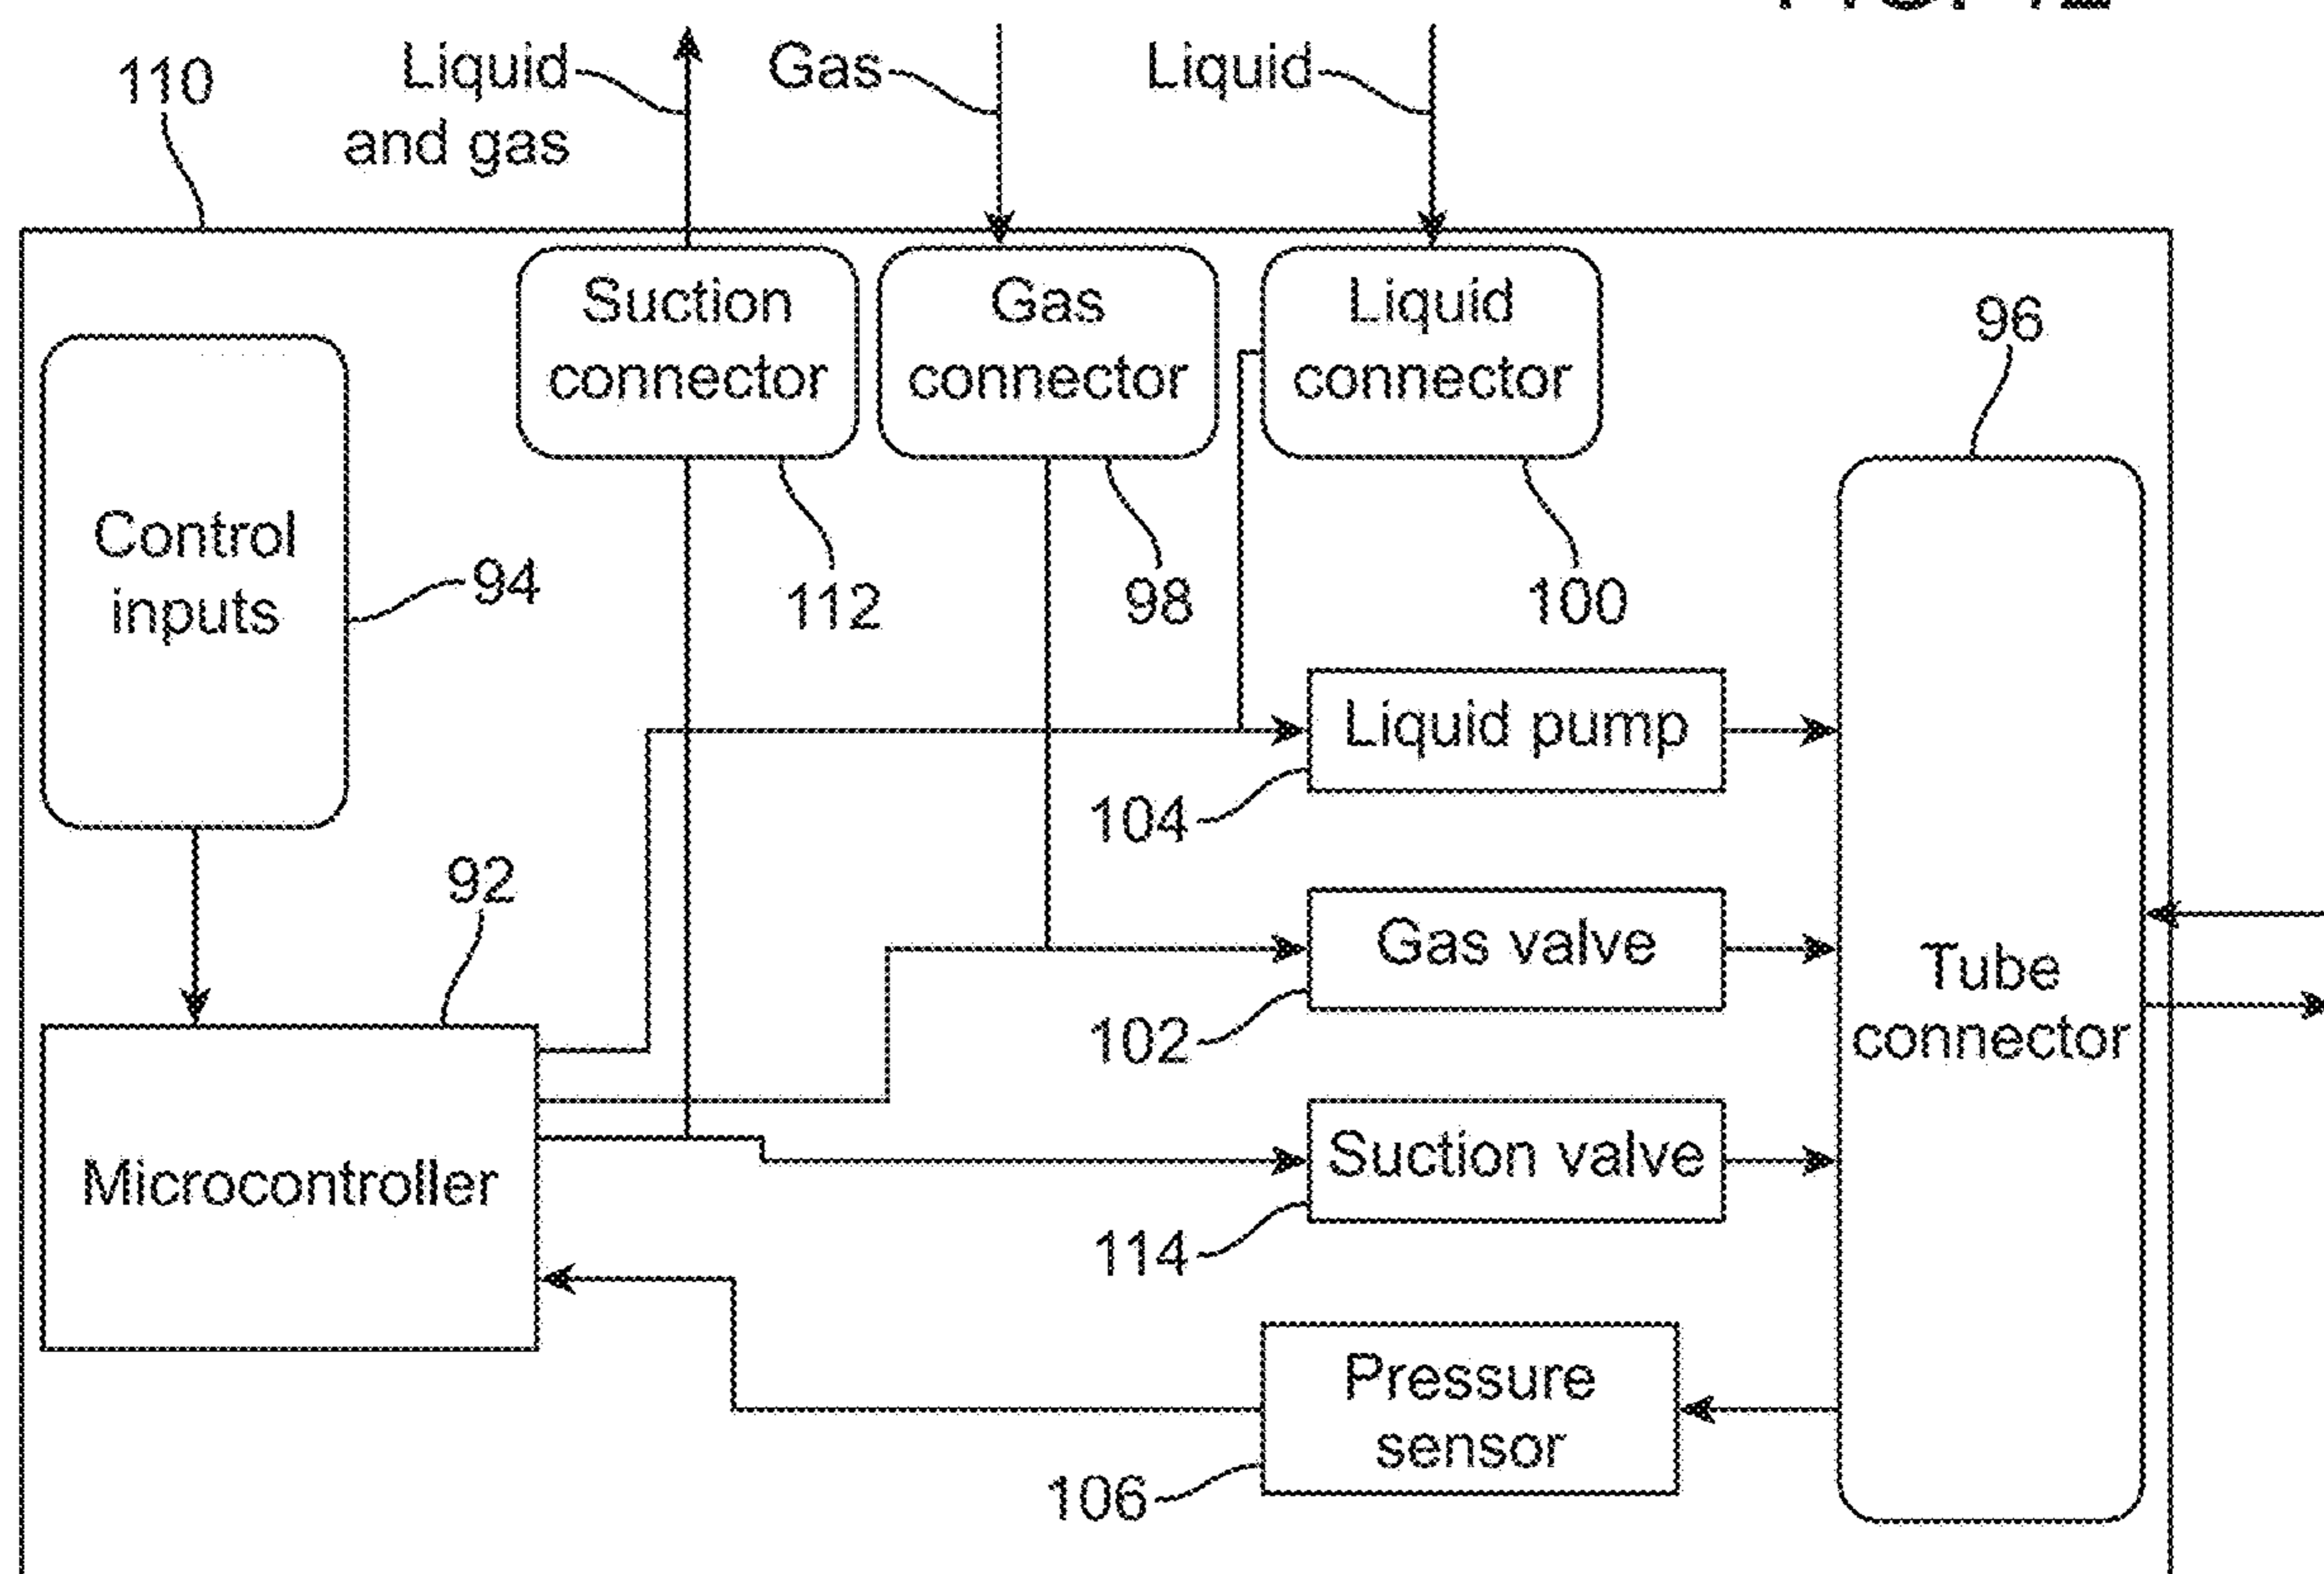 110
Liquid
and gas
Gas
Liquid
Suction
connector
Gas
connector
Liquid
connector
96
Control
inputs
94
112
98
100
Liquid pump
104
92
Gas valve
102
Tube
connector
Microcontroller
Suction valve
114
Pressure
sensor
106